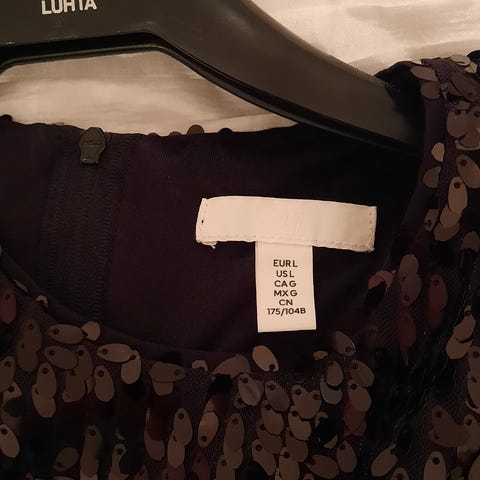 LUHTA
EUR L
US L
CA G
MX G
CN
175/104B